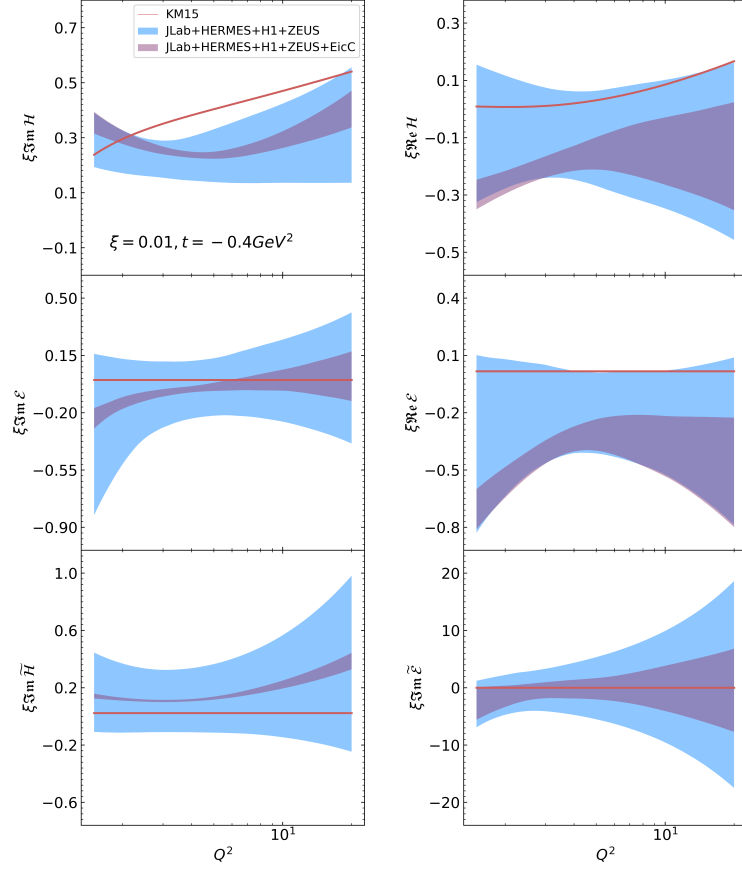 KM15
JLab+HERMES+H1+ZEUS
JLab+HERMES+H1+ZEUS+EicC
0.7
0.5
0.3
0.1
−0.1
ξℑ𝔪 ℋ
ξ = 0.01, t = − 0.4GeV²
0.3
0.1
−0.1
−0.3
−0.5
ξℜ𝔢 ℋ
0.50
0.15
−0.20
−0.55
−0.90
ξℑ𝔪 ℰ
0.4
0.1
−0.2
−0.5
−0.8
ξℜ𝔢 ℰ
1.0
0.6
0.2
−0.2
−0.6
ξℑ𝔪 ℋ̃
10¹
Q²
20
10
0
−10
−20
ξℑ𝔪 ℰ̃
10¹
Q²